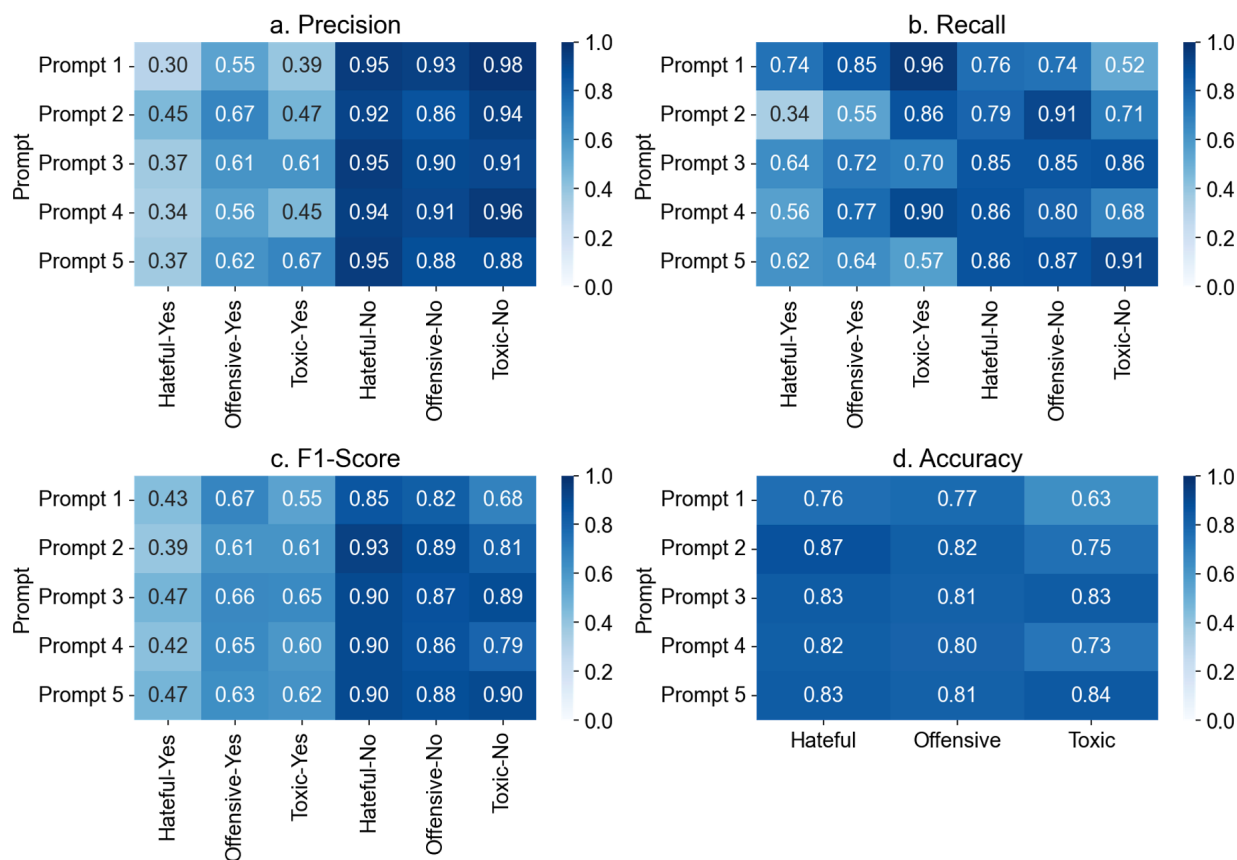 a. Precision
Prompt
Prompt 1 0.30 0.55 0.39 0.95 0.93 0.98
Prompt 2 0.45 0.67 0.47 0.92 0.86 0.94
Prompt 3 0.37 0.61 0.61 0.95 0.90 0.91
Prompt 4 0.34 0.56 0.45 0.94 0.91 0.96
Prompt 5 0.37 0.62 0.67 0.95 0.88 0.88
Hateful-Yes Offensive-Yes Toxic-Yes Hateful-No Offensive-No Toxic-No
1.0
0.8
0.6
0.4
0.2
0.0
b. Recall
Prompt
Prompt 1 0.74 0.85 0.96 0.76 0.74 0.52
Prompt 2 0.34 0.55 0.86 0.79 0.91 0.71
Prompt 3 0.64 0.72 0.70 0.85 0.85 0.86
Prompt 4 0.56 0.77 0.90 0.86 0.80 0.68
Prompt 5 0.62 0.64 0.57 0.86 0.87 0.91
Hateful-Yes Offensive-Yes Toxic-Yes Hateful-No Offensive-No Toxic-No
1.0
0.8
0.6
0.4
0.2
0.0
c. F1-Score
Prompt
Prompt 1 0.43 0.67 0.55 0.85 0.82 0.68
Prompt 2 0.39 0.61 0.61 0.93 0.89 0.81
Prompt 3 0.47 0.66 0.65 0.90 0.87 0.89
Prompt 4 0.42 0.65 0.60 0.90 0.86 0.79
Prompt 5 0.47 0.63 0.62 0.90 0.88 0.90
Hateful-Yes Offensive-Yes Toxic-Yes Hateful-No Offensive-No Toxic-No
1.0
0.8
0.6
0.4
0.2
0.0
d. Accuracy
Prompt
Prompt 1 0.76 0.77 0.63
Prompt 2 0.87 0.82 0.75
Prompt 3 0.83 0.81 0.83
Prompt 4 0.82 0.80 0.73
Prompt 5 0.83 0.81 0.84
Hateful Offensive Toxic
1.0
0.8
0.6
0.4
0.2
0.0